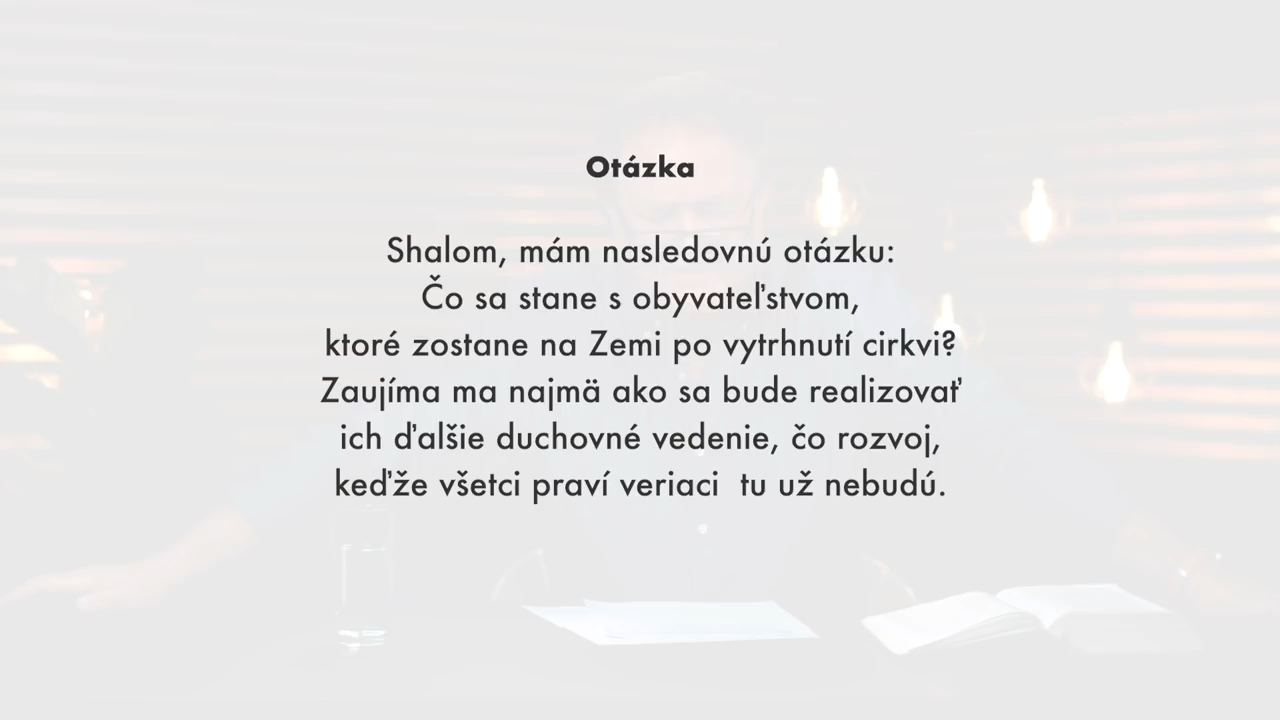 Otázka
Shalom, mám nasledovnú otázku:
Čo sa stane s obyvateľstvom,
ktoré zostane na Zemi po vytrhnutí cirkvi?
Zaujíma ma najmä ako sa bude realizovať
ich ďalšie duchovné vedenie, čo rozvoj,
keďže všetci praví veriaci  tu už nebudú.